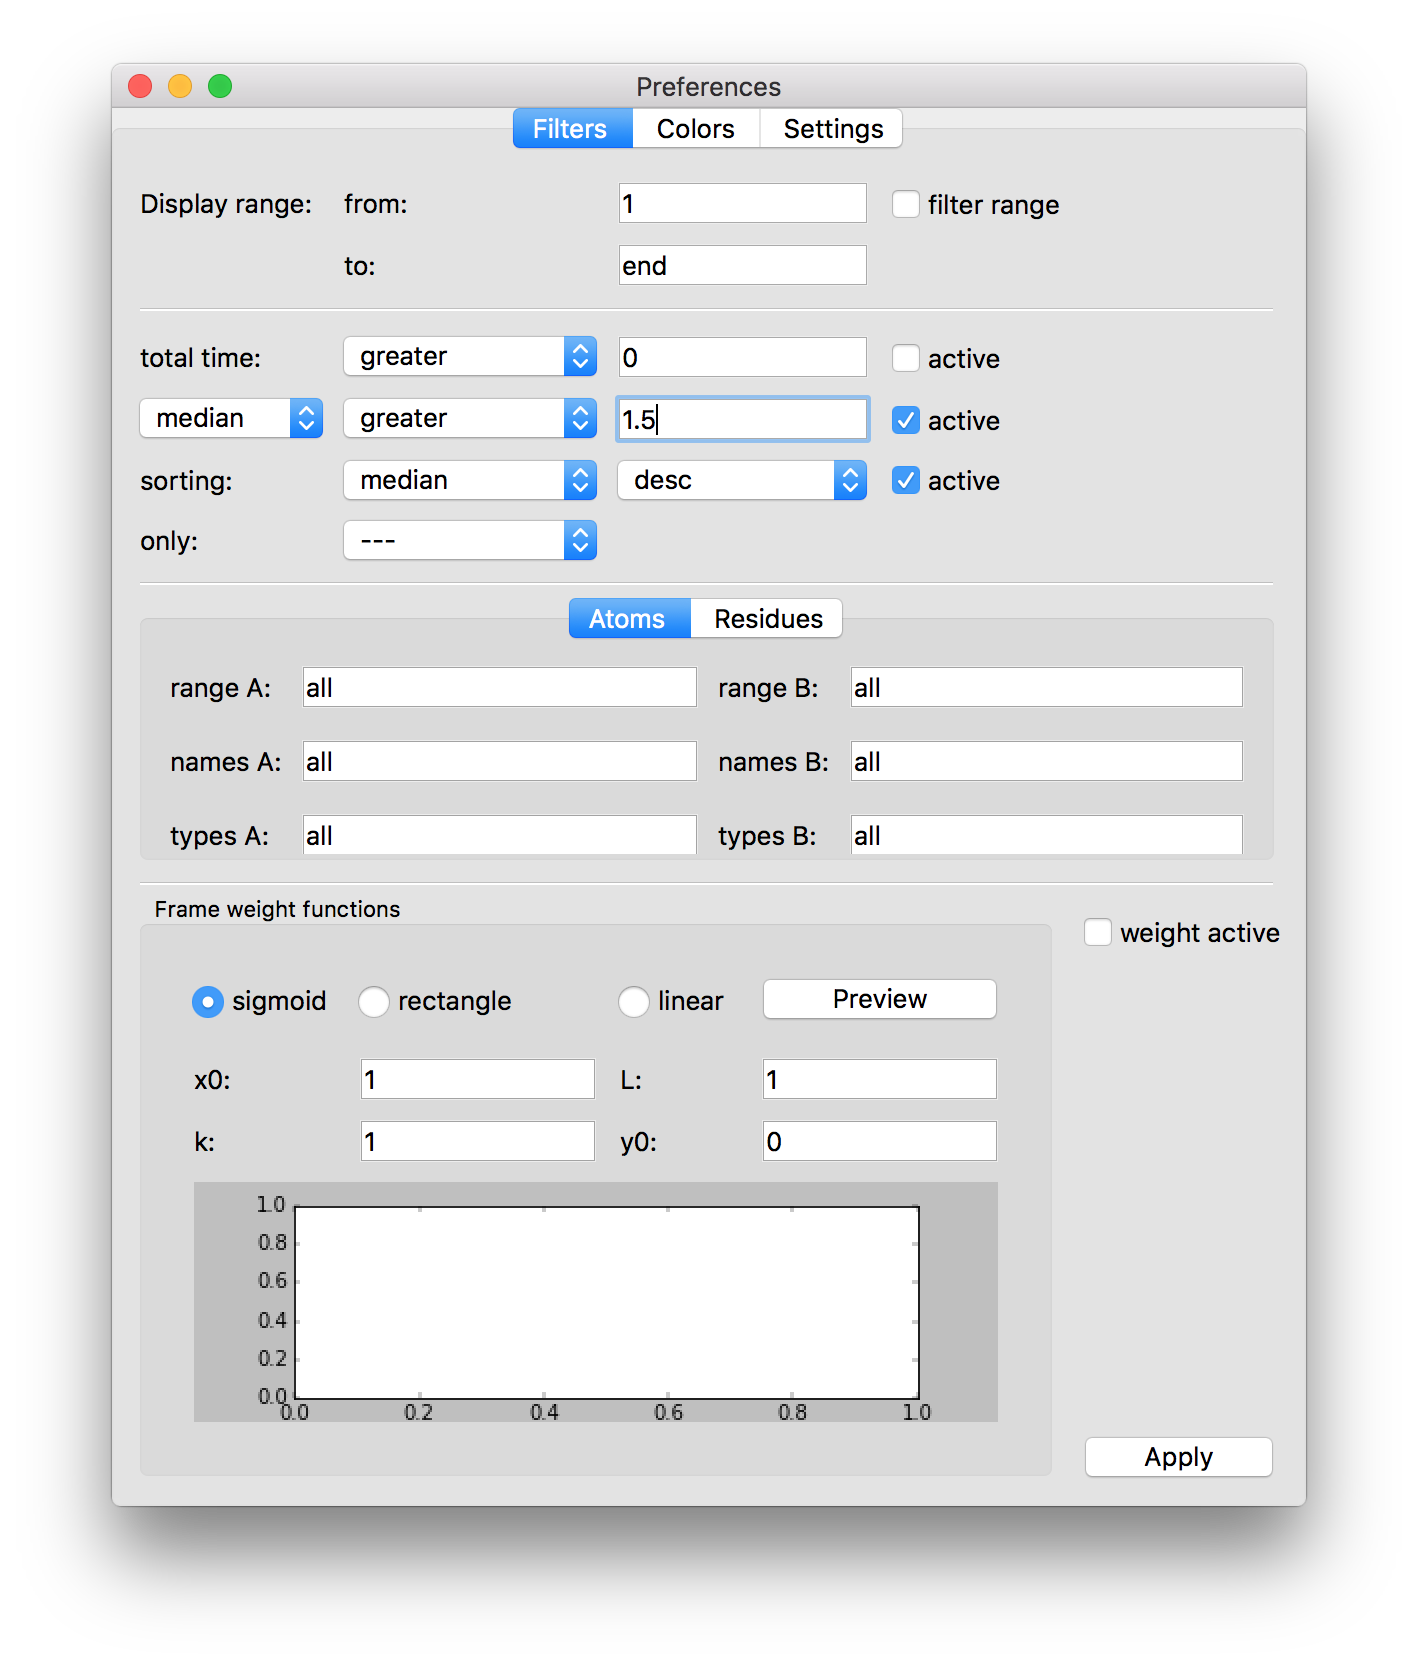 Preferences
Filters Colors Settings
Display range: from: 1 filter range
to: end
total time: greater 0 active
median greater 1.5 active
sorting: median desc active
only: ---
Atoms Residues
range A: all range B: all
names A: all names B: all
types A: all types B: all
Frame weight functions
weight active
sigmoid rectangle linear Preview
x0: 1 L: 1
k: 1 y0: 0
1.0
0.8
0.6
0.4
0.2
0.0
0.0 0.2 0.4 0.6 0.8 1.0
Apply